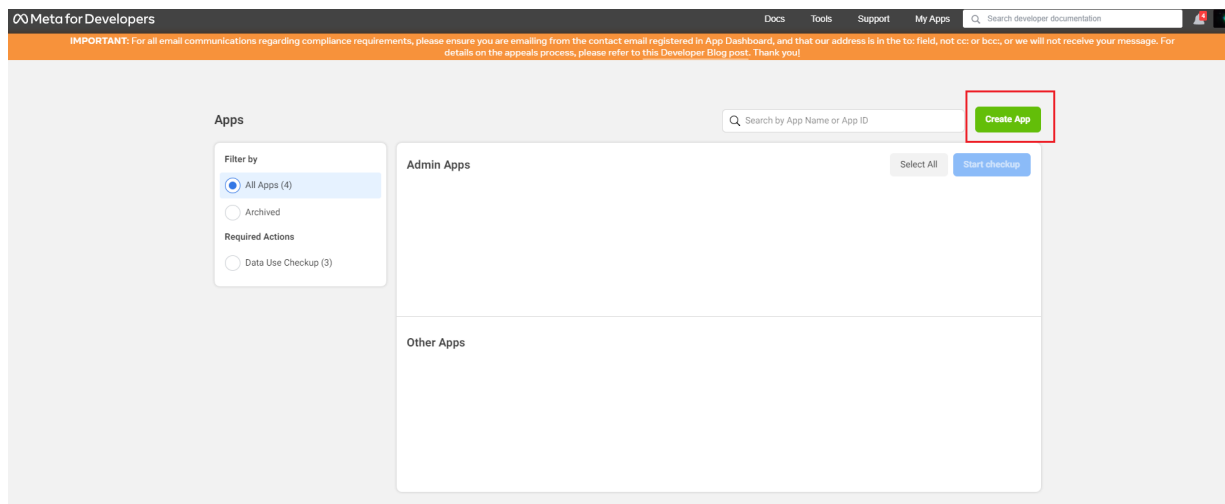 Meta for Developers
Docs Tools Support My Apps Search developer documentation
4
IMPORTANT: For all email communications regarding compliance requirements, please ensure you are emailing from the contact email registered in App Dashboard, and that our address is in the to: field, not cc: or bcc:, or we will not receive your message. For
details on the appeals process, please refer to this Developer Blog post. Thank you!
Apps
Search by App Name or App ID
Create App
Filter by
All Apps (4)
Archived
Required Actions
Data Use Checkup (3)
Admin Apps
Select All
Start checkup
Other Apps